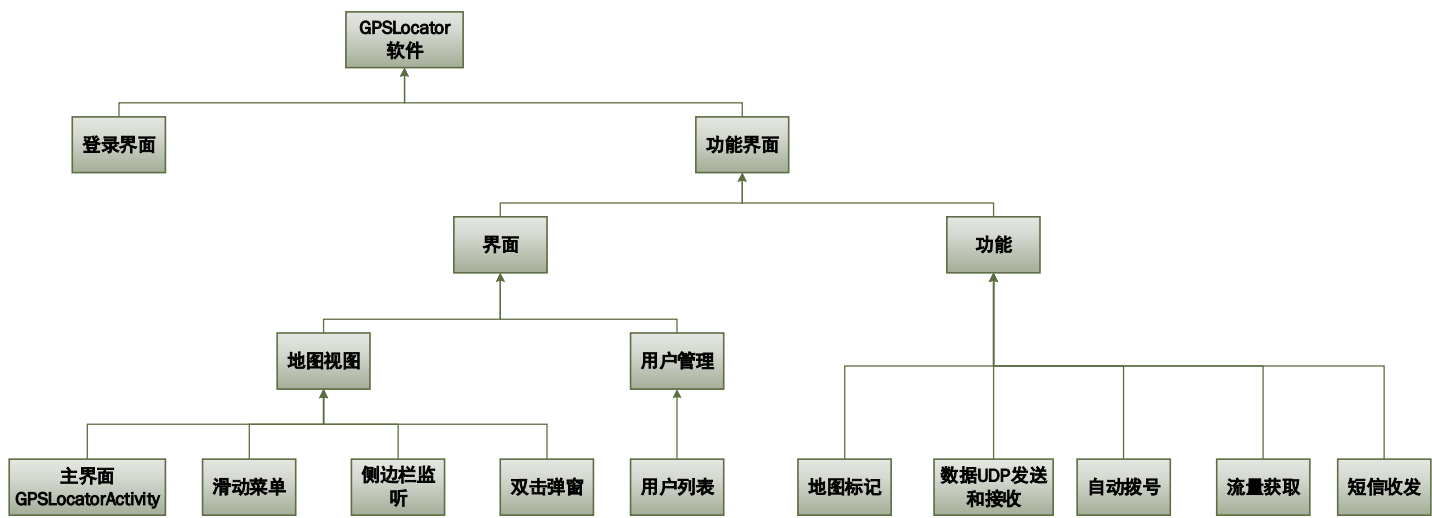 GPSLocator
软件
登录界面
功能界面
界面
功能
地图视图
用户管理
主界面
GPSLocatorActivity
滑动菜单
侧边栏监
听
双击弹窗
用户列表
地图标记
数据UDP发送
和接收
自动拨号
流量获取
短信收发